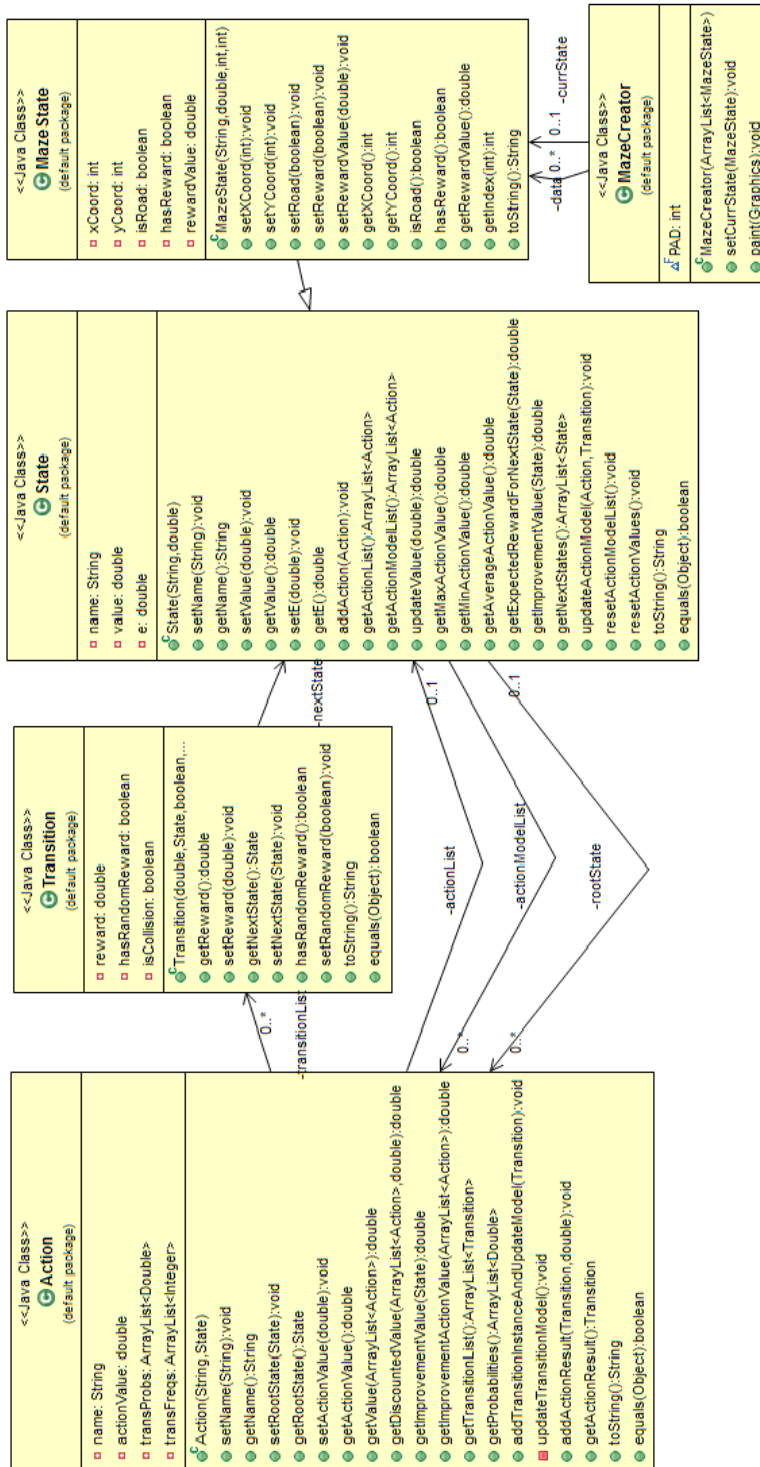 <<Java Class>>
Action
(default package)
name: String
actionValue: double
transProbs: ArrayList<Double>
transFreqs: ArrayList<Integer>
Action(String,State)
setName(String):void
getName():String
setRootState(State):void
getRootState():State
setActionValue(double):void
getActionValue():double
getValue(ArrayList<Action>):double
getDiscountedValue(ArrayList<Action>,double):double
getImprovementValue(State):double
getImprovementActionValue(ArrayList<Action>):double
getTransitionList():ArrayList<Transition>
getProbabilities():ArrayList<Double>
addTransitionInstanceAndUpdateModel(Transition):void
updateTransitionModel():void
addActionResult(Transition,double):void
getActionResult():Transition
toString():String
equals(Object):boolean
-transitionList
0..*
<<Java Class>>
Transition
(default package)
reward: double
hasRandomReward: boolean
isCollision: boolean
Transition(double,State,boolean,...
getReward():double
setReward(double):void
getNextState():State
setNextState(State):void
hasRandomReward():boolean
setRandomReward(boolean):void
toString():String
equals(Object):boolean
-nextState
-actionList
0..1
-actionModelList
0..*
0..1
-rootState
0..*
<<Java Class>>
State
(default package)
name: String
value: double
e: double
State(String,double)
setName(String):void
getName():String
setValue(double):void
getValue():double
setE(double):void
getE():double
addAction(Action):void
getActionList():ArrayList<Action>
getActionModelList():ArrayList<Action>
updateValue(double):double
getMaxActionValue():double
getMinActionValue():double
getAverageActionValue():double
getExpectedRewardForNextState(State):double
getImprovementValue(State):double
getNextStates():ArrayList<State>
updateActionModel(Action,Transition):void
resetActionModelList():void
resetActionValues():void
toString():String
equals(Object):boolean
<<Java Class>>
MazeState
(default package)
xCoord: int
yCoord: int
isRoad: boolean
hasReward: boolean
rewardValue: double
MazeState(String,double,int,int)
setXCoord(int):void
setYCoord(int):void
setRoad(boolean):void
setReward(boolean):void
setRewardValue(double):void
getXCoord():int
getYCoord():int
isRoad():boolean
hasReward():boolean
getRewardValue():double
getIndex(int):int
toString():String
-data 0..*
0..1 -currState
<<Java Class>>
MazeCreator
(default package)
F PAD: int
MazeCreator(ArrayList<MazeState>)
setCurrState(MazeState):void
paint(Graphics):void